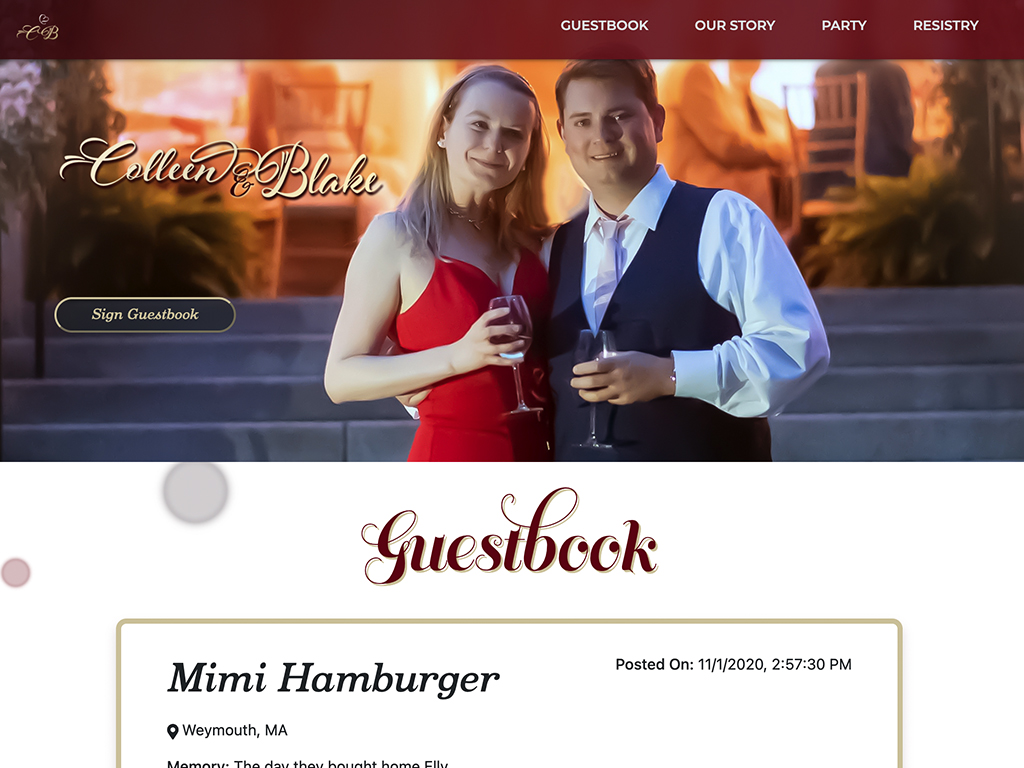 C & B
GUESTBOOK OUR STORY PARTY RESISTRY
Colleen & Blake
Sign Guestbook
Guestbook
Mimi Hamburger
Posted On: 11/1/2020, 2:57:30 PM
Weymouth, MA
Memory: The day they bought home Elly